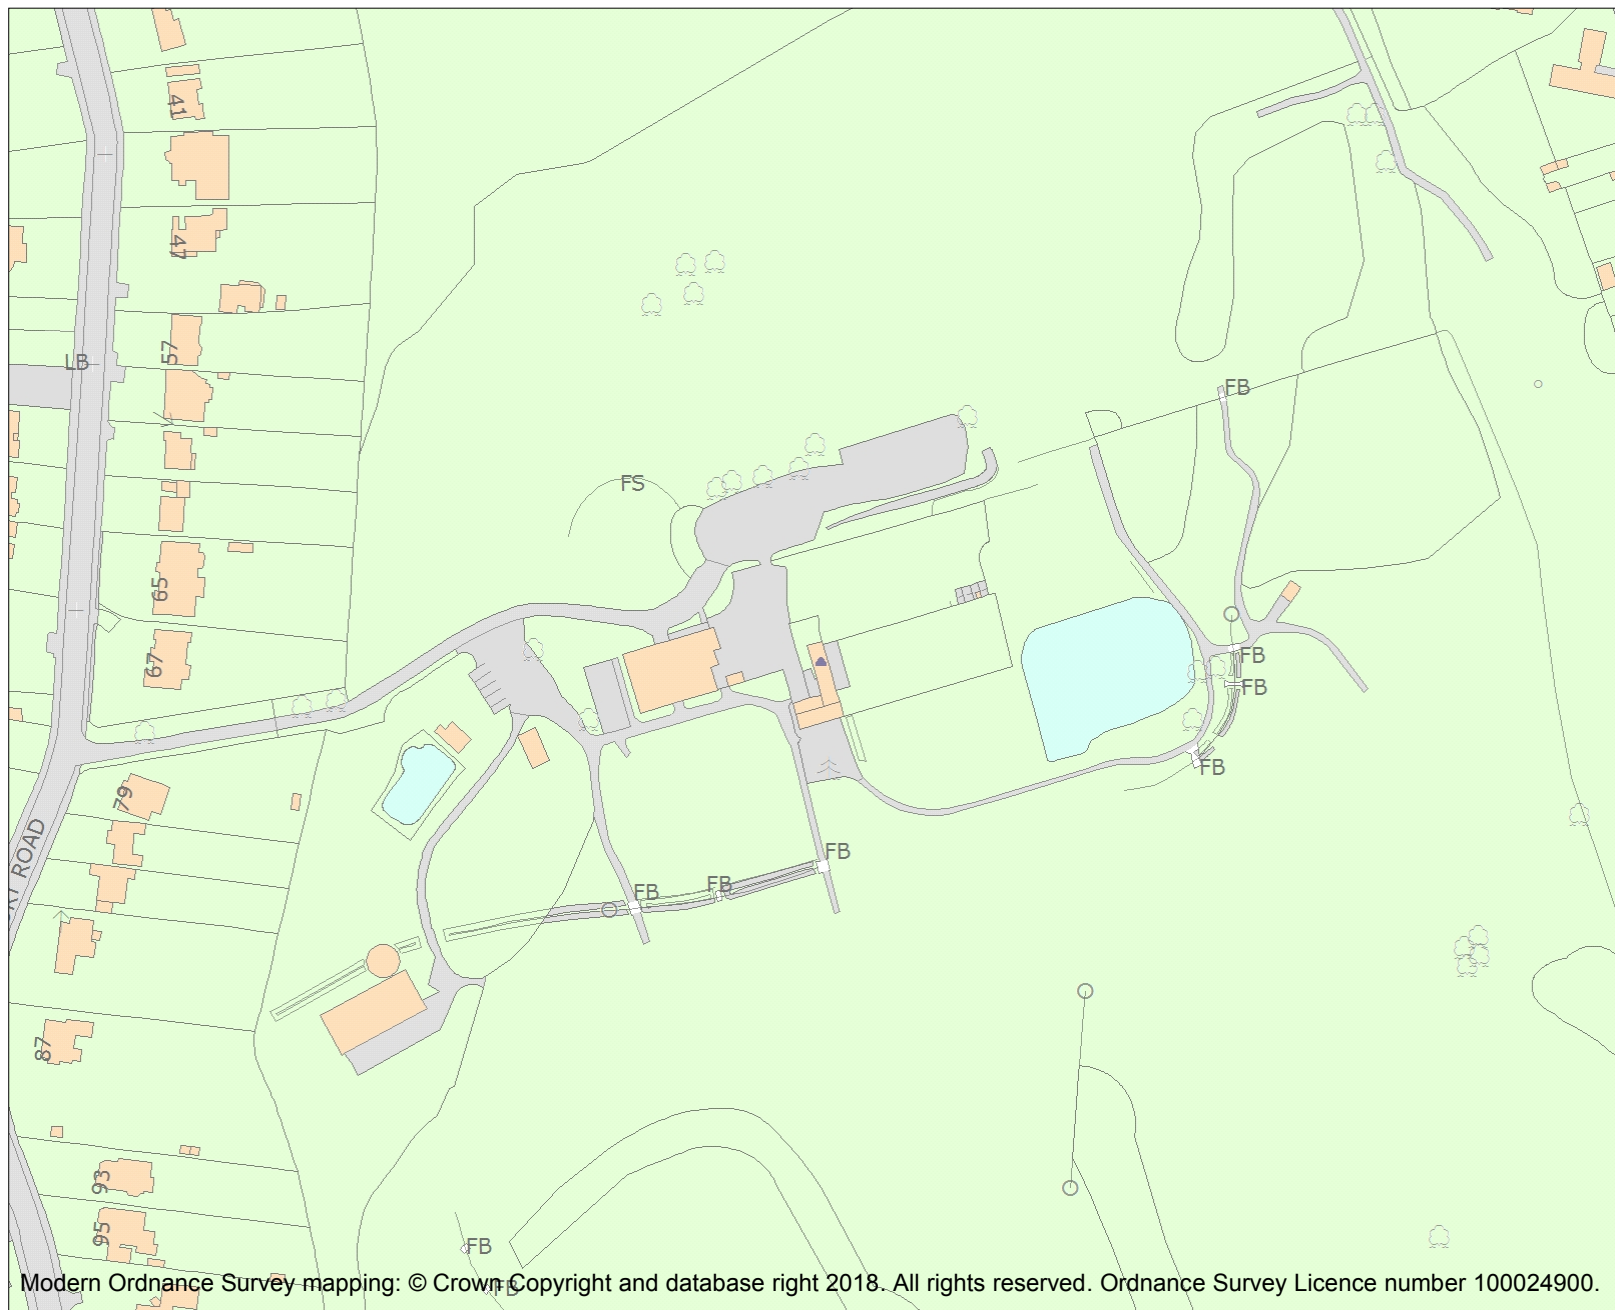 41
47
LB
57
FB
FS
65
67
FB
FB
FB
79
ROAD
FB
FB
FB
87
93
95
FB
FB
Modern Ordnance Survey mapping: © Crown Copyright and database right 2018. All rights reserved. Ordnance Survey Licence number 100024900.